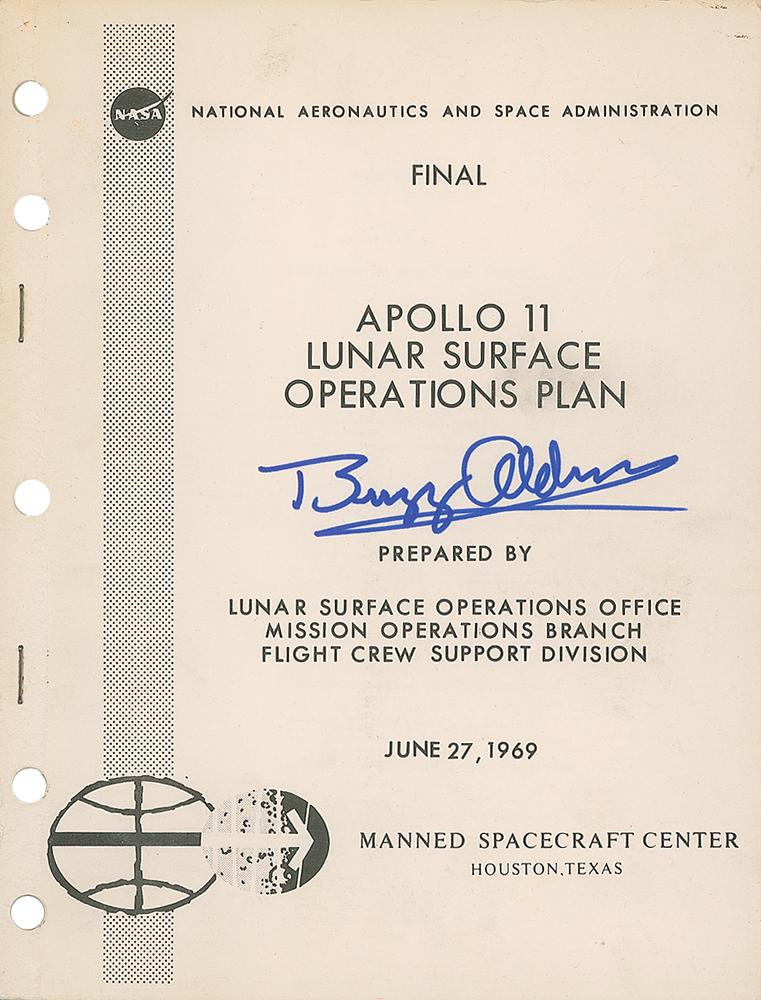 NASA
NATIONAL AERONAUTICS AND SPACE ADMINISTRATION
FINAL
APOLLO 11
LUNAR SURFACE
OPERATIONS PLAN
Buzz Aldrin
PREPARED BY
LUNAR SURFACE OPERATIONS OFFICE
MISSION OPERATIONS BRANCH
FLIGHT CREW SUPPORT DIVISION
JUNE 27, 1969
MANNED SPACECRAFT CENTER
HOUSTON, TEXAS